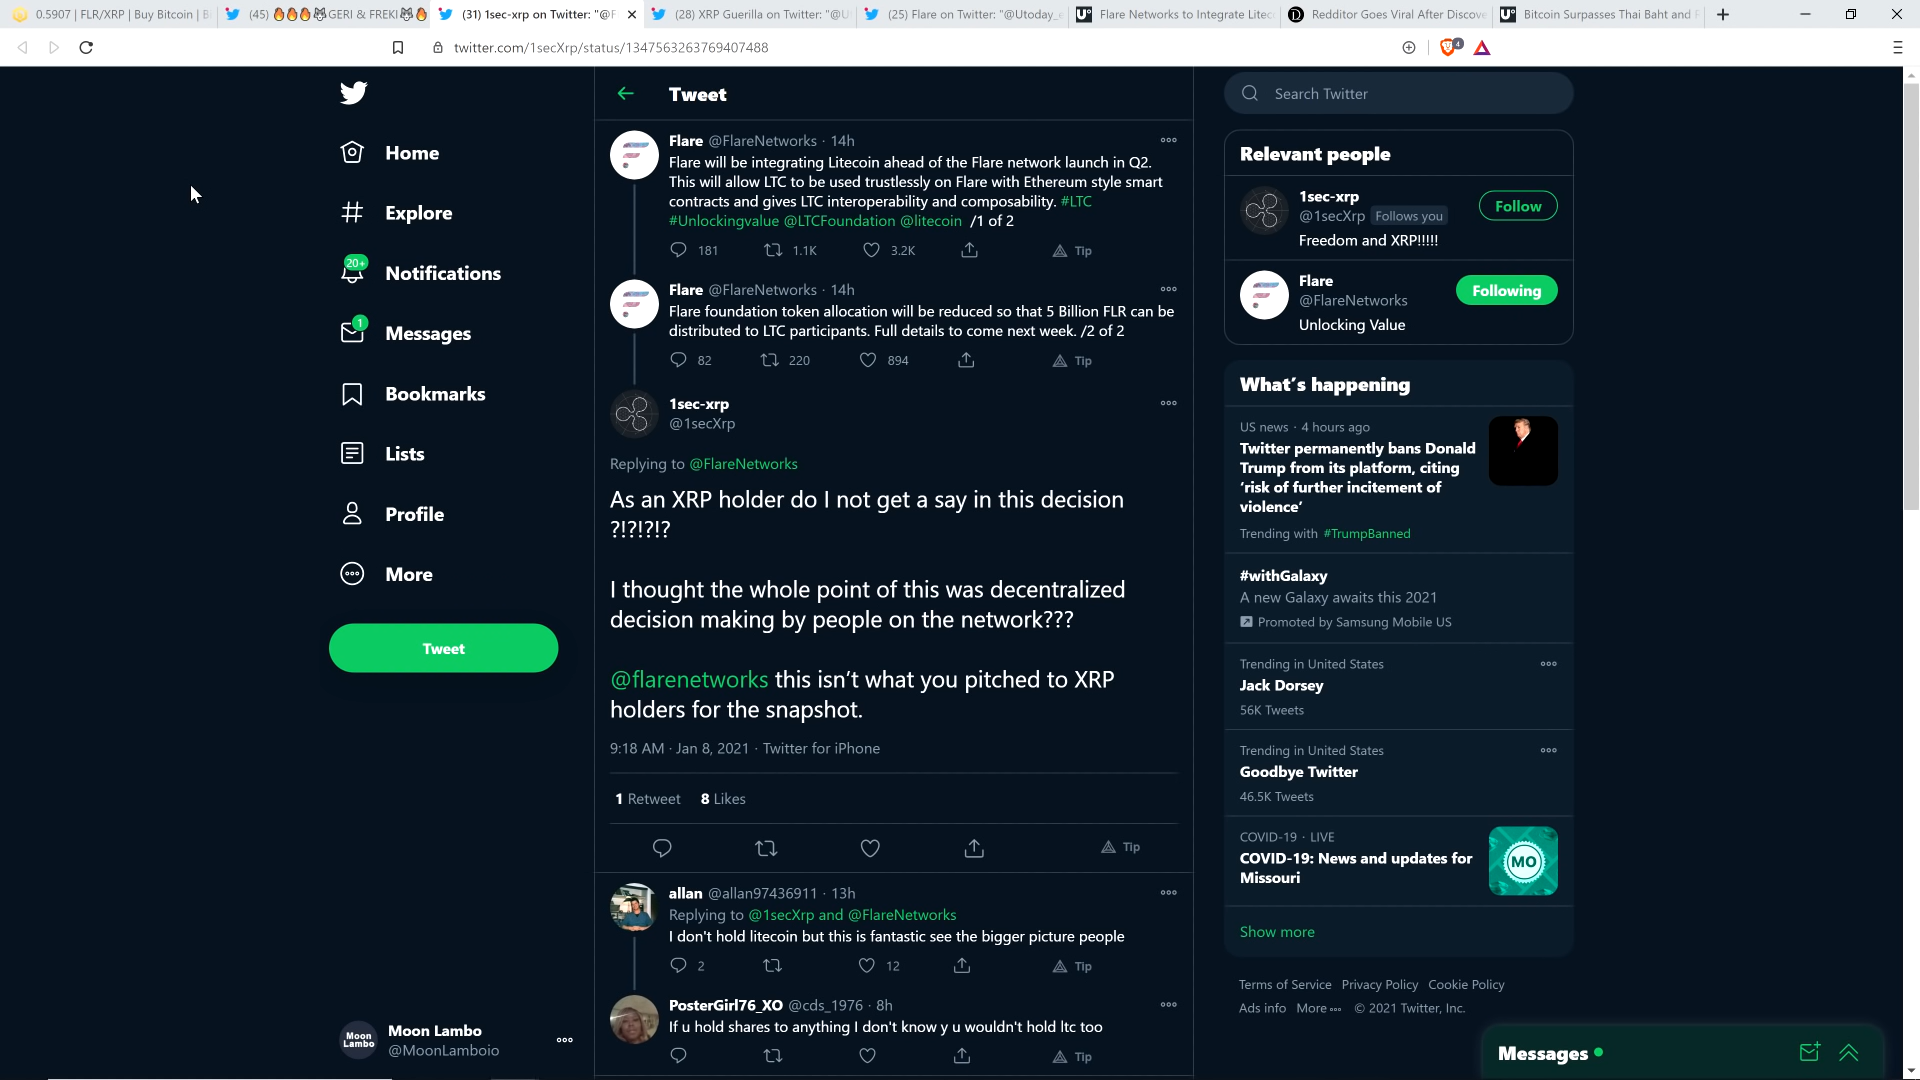 0.5907 | FLR/XRP | Buy Bitcoin | B
(45) 🔥🔥🔥🐺GERI & FREKI🐺🔥
(31) 1sec-xrp on Twitter: "@F
(28) XRP Guerilla on Twitter: "@U
(25) Flare on Twitter: "@Utoday_e
Flare Networks to Integrate Litec
Redditor Goes Viral After Discove
Bitcoin Surpasses Thai Baht and
twitter.com/1secXrp/status/1347563263769407488
4
Home
Explore
20+
Notifications
1
Messages
Bookmarks
Lists
Profile
More
Tweet
Moon Lambo
Moon Lambo
@MoonLamboio
Tweet
Flare @FlareNetworks · 14h
Flare will be integrating Litecoin ahead of the Flare network launch in Q2.
This will allow LTC to be used trustlessly on Flare with Ethereum style smart
contracts and gives LTC interoperability and composability. #LTC
#Unlockingvalue @LTCFoundation @litecoin /1 of 2
181 1.1K 3.2K Tip
Flare @FlareNetworks · 14h
Flare foundation token allocation will be reduced so that 5 Billion FLR can be
distributed to LTC participants. Full details to come next week. /2 of 2
82 220 894 Tip
1sec-xrp
@1secXrp
Replying to @FlareNetworks
As an XRP holder do I not get a say in this decision
?!?!?!?
I thought the whole point of this was decentralized
decision making by people on the network???
@flarenetworks this isn't what you pitched to XRP
holders for the snapshot.
9:18 AM · Jan 8, 2021 · Twitter for iPhone
1 Retweet 8 Likes
Tip
allan @allan97436911 · 13h
Replying to @1secXrp and @FlareNetworks
I don't hold litecoin but this is fantastic see the bigger picture people
2 12 Tip
PosterGirl76_XO @cds_1976 · 8h
If u hold shares to anything I don't know y u wouldn't hold ltc too
Tip
Search Twitter
Relevant people
1sec-xrp
@1secXrp Follows you
Follow
Freedom and XRP!!!!!
Flare
@FlareNetworks
Following
Unlocking Value
What's happening
US news · 4 hours ago
Twitter permanently bans Donald
Trump from its platform, citing
'risk of further incitement of
violence'
Trending with #TrumpBanned
#withGalaxy
A new Galaxy awaits this 2021
Promoted by Samsung Mobile US
Trending in United States
Jack Dorsey
56K Tweets
Trending in United States
Goodbye Twitter
46.5K Tweets
COVID-19 · LIVE
COVID-19: News and updates for
Missouri
MO
Show more
Terms of Service Privacy Policy Cookie Policy
Ads info More © 2021 Twitter, Inc.
Messages